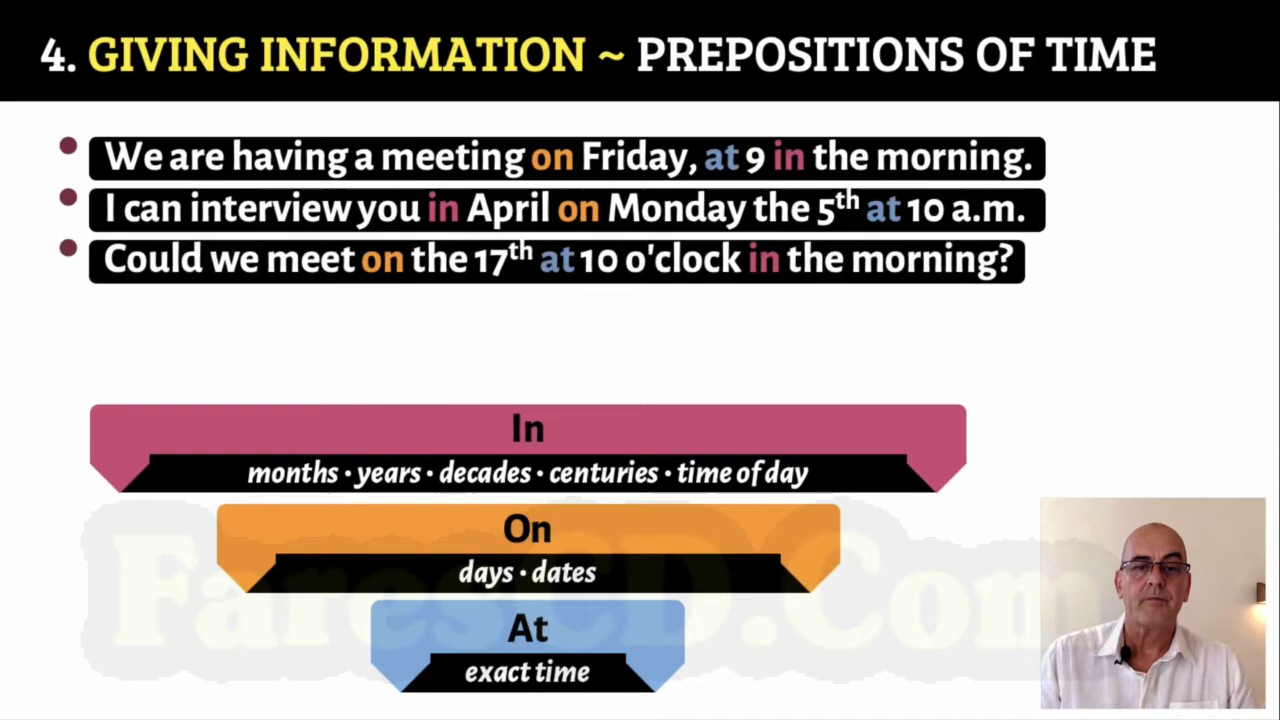 4. GIVING INFORMATION ~ PREPOSITIONS OF TIME
• We are having a meeting on Friday, at 9 in the morning.
• I can interview you in April on Monday the 5th at 10 a.m.
• Could we meet on the 17th at 10 o'clock in the morning?
In
months · years · decades · centuries · time of day
On
days · dates
At
exact time
FaresCD.Com